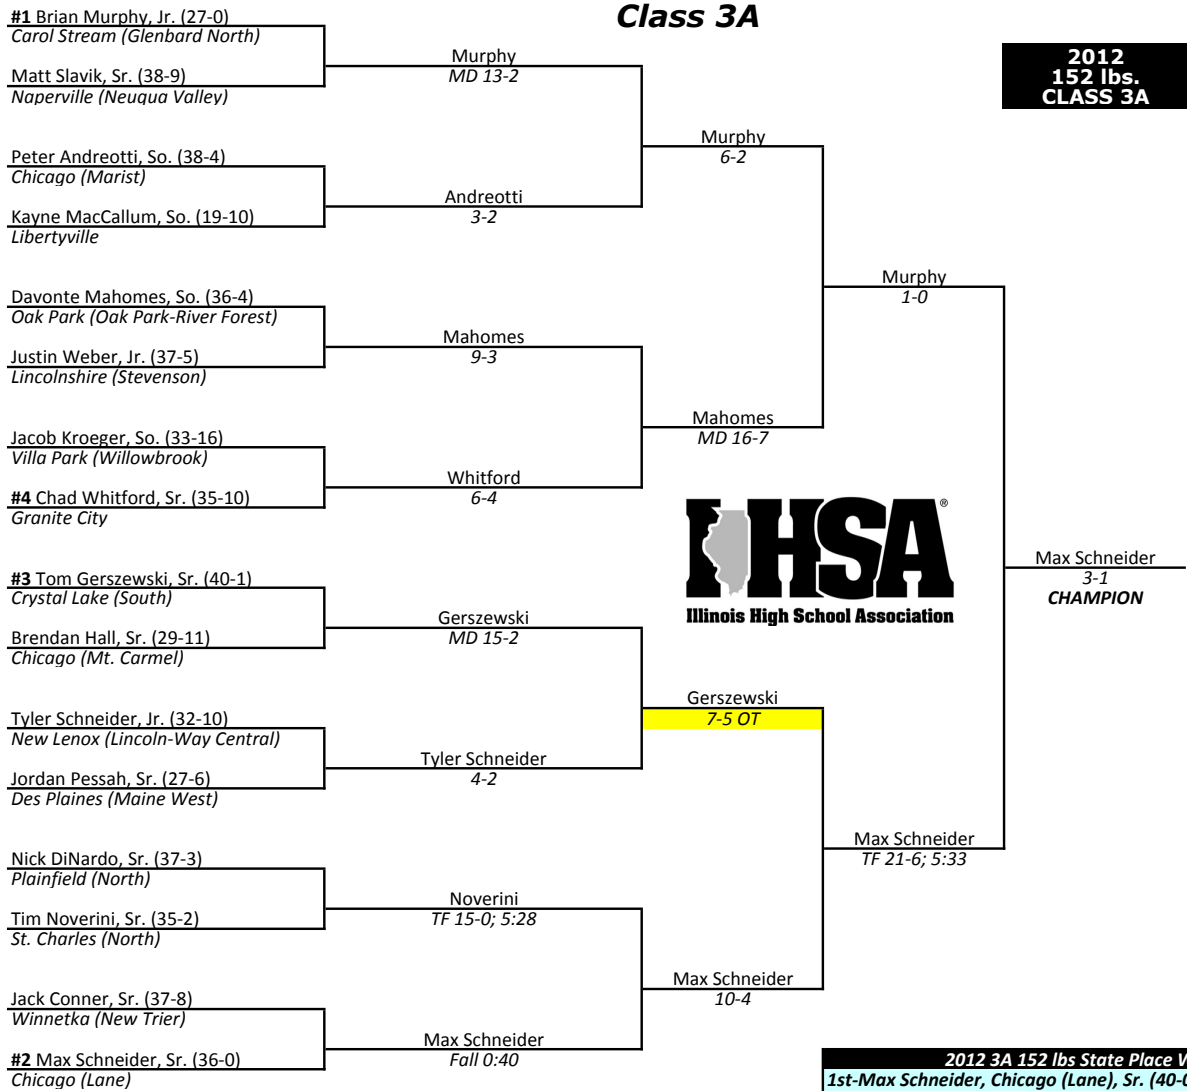 Class 3A
2012
152 lbs.
CLASS 3A
#1 Brian Murphy, Jr. (27-0)
Carol Stream (Glenbard North)
Murphy
MD 13-2
Matt Slavik, Sr. (38-9)
Naperville (Neuqua Valley)
Murphy
6-2
Peter Andreotti, So. (38-4)
Chicago (Marist)
Andreotti
3-2
Kayne MacCallum, So. (19-10)
Libertyville
Murphy
1-0
Davonte Mahomes, So. (36-4)
Oak Park (Oak Park-River Forest)
Mahomes
9-3
Justin Weber, Jr. (37-5)
Lincolnshire (Stevenson)
Mahomes
MD 16-7
Jacob Kroeger, So. (33-16)
Villa Park (Willowbrook)
Whitford
6-4
#4 Chad Whitford, Sr. (35-10)
Granite City
IHSA®
Illinois High School Association
Max Schneider
3-1
CHAMPION
#3 Tom Gerszewski, Sr. (40-1)
Crystal Lake (South)
Gerszewski
MD 15-2
Brendan Hall, Sr. (29-11)
Chicago (Mt. Carmel)
Gerszewski
7-5 OT
Tyler Schneider, Jr. (32-10)
New Lenox (Lincoln-Way Central)
Tyler Schneider
4-2
Jordan Pessah, Sr. (27-6)
Des Plaines (Maine West)
Max Schneider
TF 21-6; 5:33
Nick DiNardo, Sr. (37-3)
Plainfield (North)
Noverini
TF 15-0; 5:28
Tim Noverini, Sr. (35-2)
St. Charles (North)
Max Schneider
10-4
Jack Conner, Sr. (37-8)
Winnetka (New Trier)
Max Schneider
Fall 0:40
#2 Max Schneider, Sr. (36-0)
Chicago (Lane)
2012 3A 152 lbs State Place
1st-Max Schneider, Chicago (Lane), Sr. (40-0